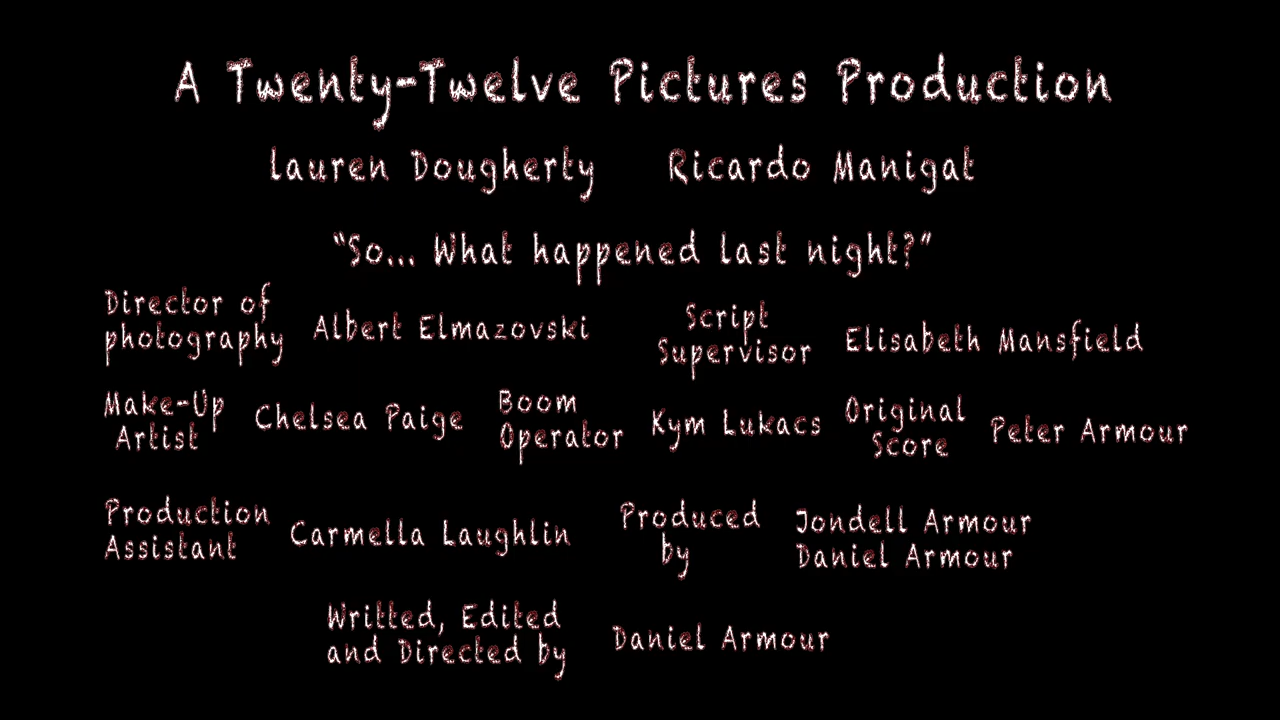 A Twenty-Twelve Pictures Production
Lauren Dougherty Ricardo Manigat
“So... What happened last night?”
Director of
photography
Albert Elmazovski
Script
Supervisor
Elisabeth Mansfield
Make-Up
Artist
Chelsea Paige
Boom
Operator
Kym Lukacs
Original
Score
Peter Armour
Production
Assistant
Carmella Laughlin
Produced
by
Jondell Armour
Daniel Armour
Writted, Edited
and Directed by
Daniel Armour